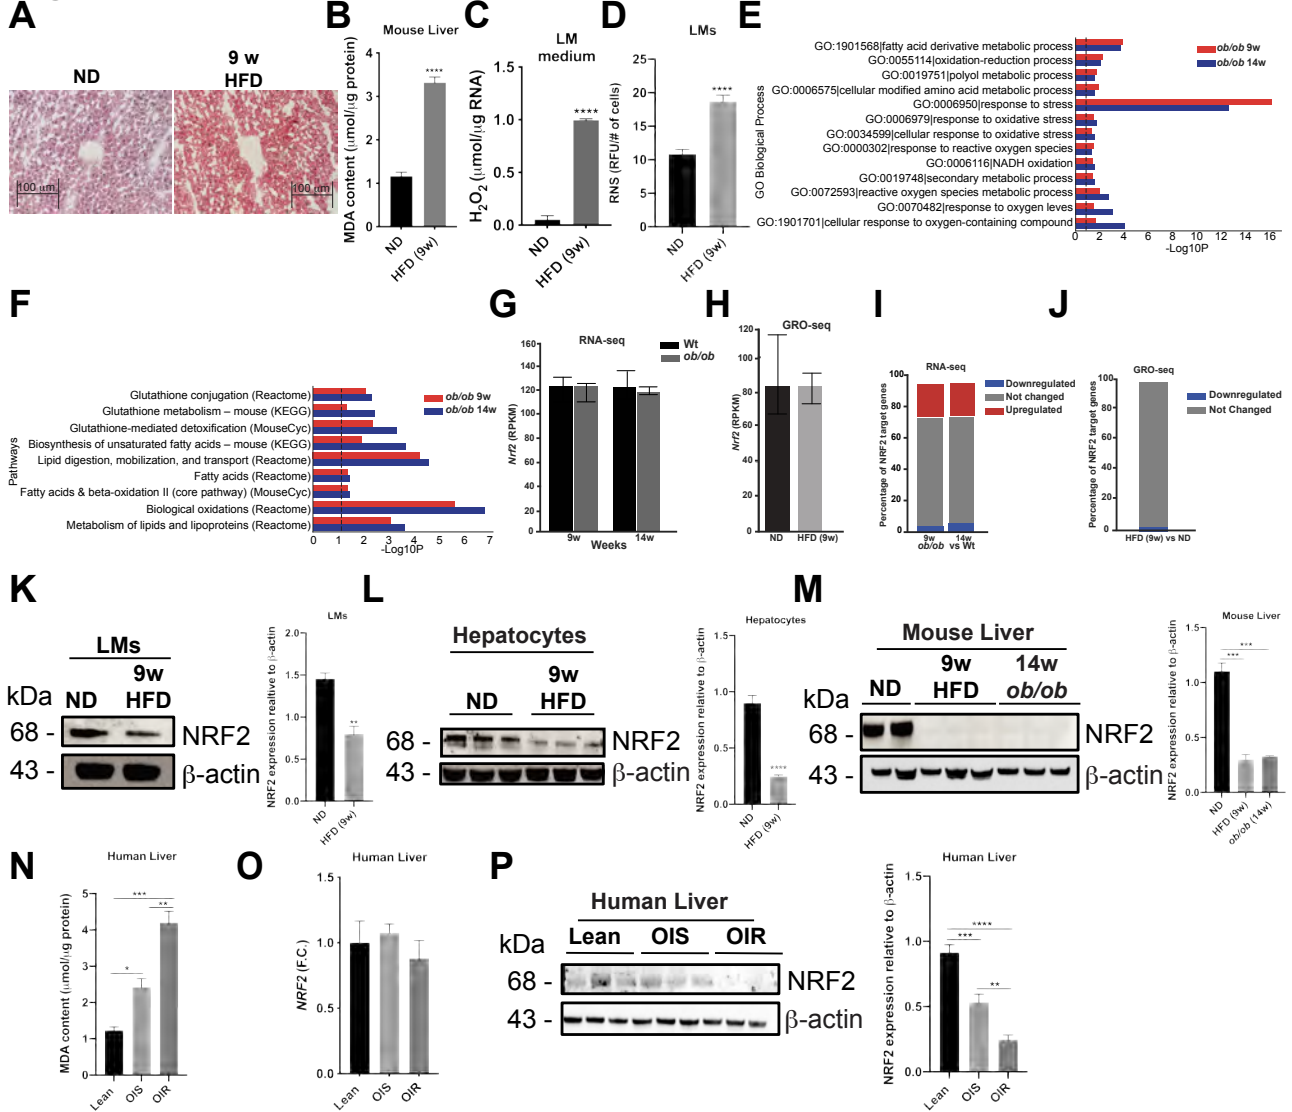 A
ND
9 w
HFD
100 μm
100 μm
B
Mouse Liver
MDA content (μmol/μg protein)
4
3
2
1
0
****
ND
HFD (9w)
C
LM
medium
H2O2 (μmol/μg RNA)
1.5
1.0
0.5
0.0
****
ND
HFD (9w)
D
LMs
RNS (RFU/# of cells)
25
20
15
10
5
0
****
ND
HFD (9w)
E
GO Biological Process
GO:1901568|fatty acid derivative metabolic process
GO:0055114|oxidation-reduction process
GO:0019751|polyol metabolic process
GO:0006575|cellular modified amino acid metabolic process
GO:0006950|response to stress
GO:0006979|response to oxidative stress
GO:0034599|cellular response to oxidative stress
GO:0000302|response to reactive oxygen species
GO:0006116|NADH oxidation
GO:0019748|secondary metabolic process
GO:0072593|reactive oxygen species metabolic process
GO:0070482|response to oxygen leves
GO:1901701|cellular response to oxygen-containing compound
ob/ob 9w
ob/ob 14w
0 2 4 6 8 10 12 14 16
-Log10P
F
Pathways
Glutathione conjugation (Reactome)
Glutathione metabolism – mouse (KEGG)
Glutathione-mediated detoxification (MouseCyc)
Biosynthesis of unsaturated fatty acids – mouse (KEGG)
Lipid digestion, mobilization, and transport (Reactome)
Fatty acids (Reactome)
Fatty acids & beta-oxidation II (core pathway) (MouseCyc)
Biological oxidations (Reactome)
Metabolism of lipids and lipoproteins (Reactome)
ob/ob 9w
ob/ob 14w
0 1 2 3 4 5 6 7
-Log10P
G
RNA-seq
Wt
ob/ob
Nrf2 (RPKM)
160
140
120
100
80
60
40
20
0
9w 14w
Weeks
H
GRO-seq
Nrf2 (RPKM)
120
100
80
60
40
20
0
ND HFD (9w)
I
RNA-seq
Downregulated
Not Changed
Upregulated
Percentage of NRF2 target genes
100
80
60
40
20
0
9w 14w
ob/ob vs Wt
J
GRO-seq
Downregulated
Not Changed
Percentage of NRF2 target genes
100
80
60
40
20
0
HFD (9w) vs ND
K
LMs
9w
ND HFD
kDa
68 - NRF2
43 - β-actin
LMs
NRF2 expression realtive to β-actin
2.0
1.5
1.0
0.5
0.0
**
ND
HFD (9w)
L
Hepatocytes
9w
ND HFD
68 - NRF2
43 - β-actin
Hepatocytes
NRF2 expression relative to β-actin
1.5
1.0
0.5
0.0
****
ND
HFD (9w)
M
Mouse Liver
9w 14w
ND HFD ob/ob
kDa
68 - NRF2
43 - β-actin
Mouse Liver
NRF2 expression relative to β-actin
1.5
1.0
0.5
0.0
***
***
ND
HFD (9w)
ob/ob (14w)
N
Human Liver
MDA content (μmol/μg protein)
5
4
3
2
1
0
***
**
*
Lean
OIS
OIR
O
Human Liver
NRF2 (F.C.)
1.5
1.0
0.5
0.0
Lean
OIS
OIR
P
Human Liver
kDa
Lean OIS OIR
68 - NRF2
43 - β-actin
Human Liver
NRF2 expression relative to β-actin
1.5
1.0
0.5
0.0
****
***
**
Lean
OIS
OIR